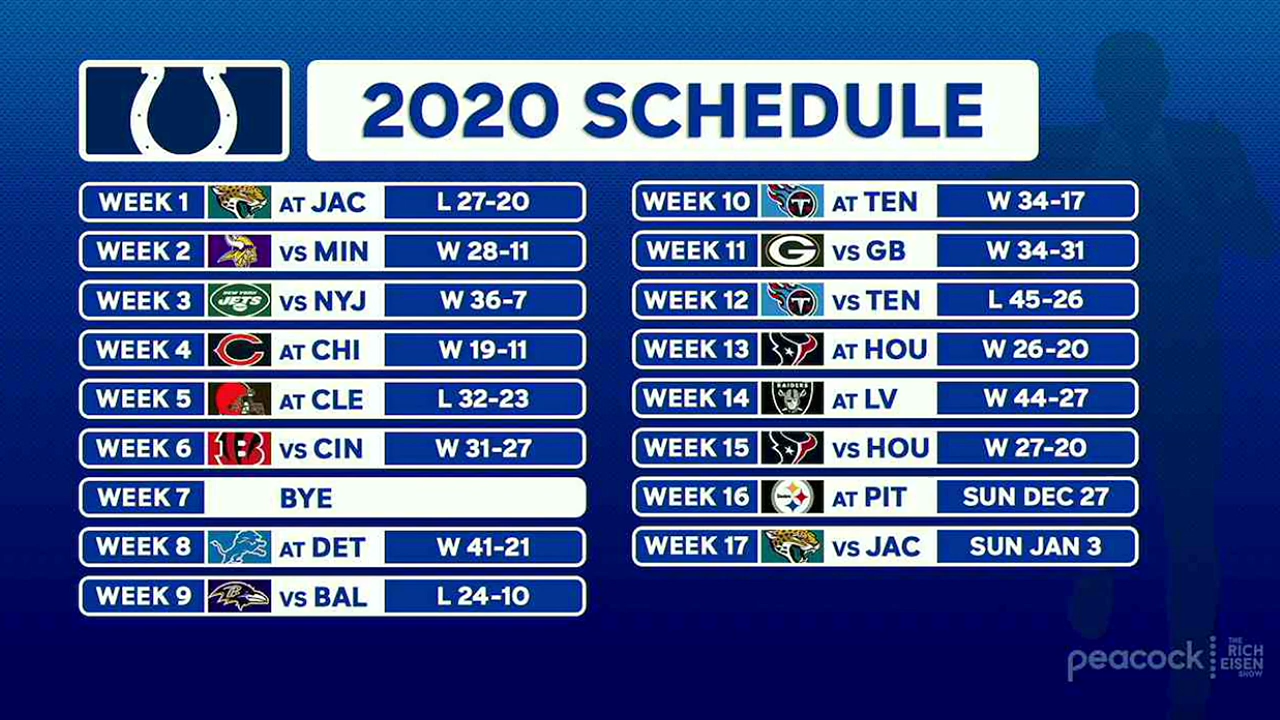 2020 SCHEDULE
WEEK 1 AT JAC L 27-20
WEEK 2 VS MIN W 28-11
WEEK 3 NEW YORK JETS VS NYJ W 36-7
WEEK 4 AT CHI W 19-11
WEEK 5 AT CLE L 32-23
WEEK 6 VS CIN W 31-27
WEEK 7 BYE
WEEK 8 AT DET W 41-21
WEEK 9 VS BAL L 24-10
WEEK 10 AT TEN W 34-17
WEEK 11 VS GB W 34-31
WEEK 12 VS TEN L 45-26
WEEK 13 AT HOU W 26-20
WEEK 14 RAIDERS AT LV W 44-27
WEEK 15 VS HOU W 27-20
WEEK 16 Steelers AT PIT SUN DEC 27
WEEK 17 VS JAC SUN JAN 3
peacock THE RICH EISEN SHOW